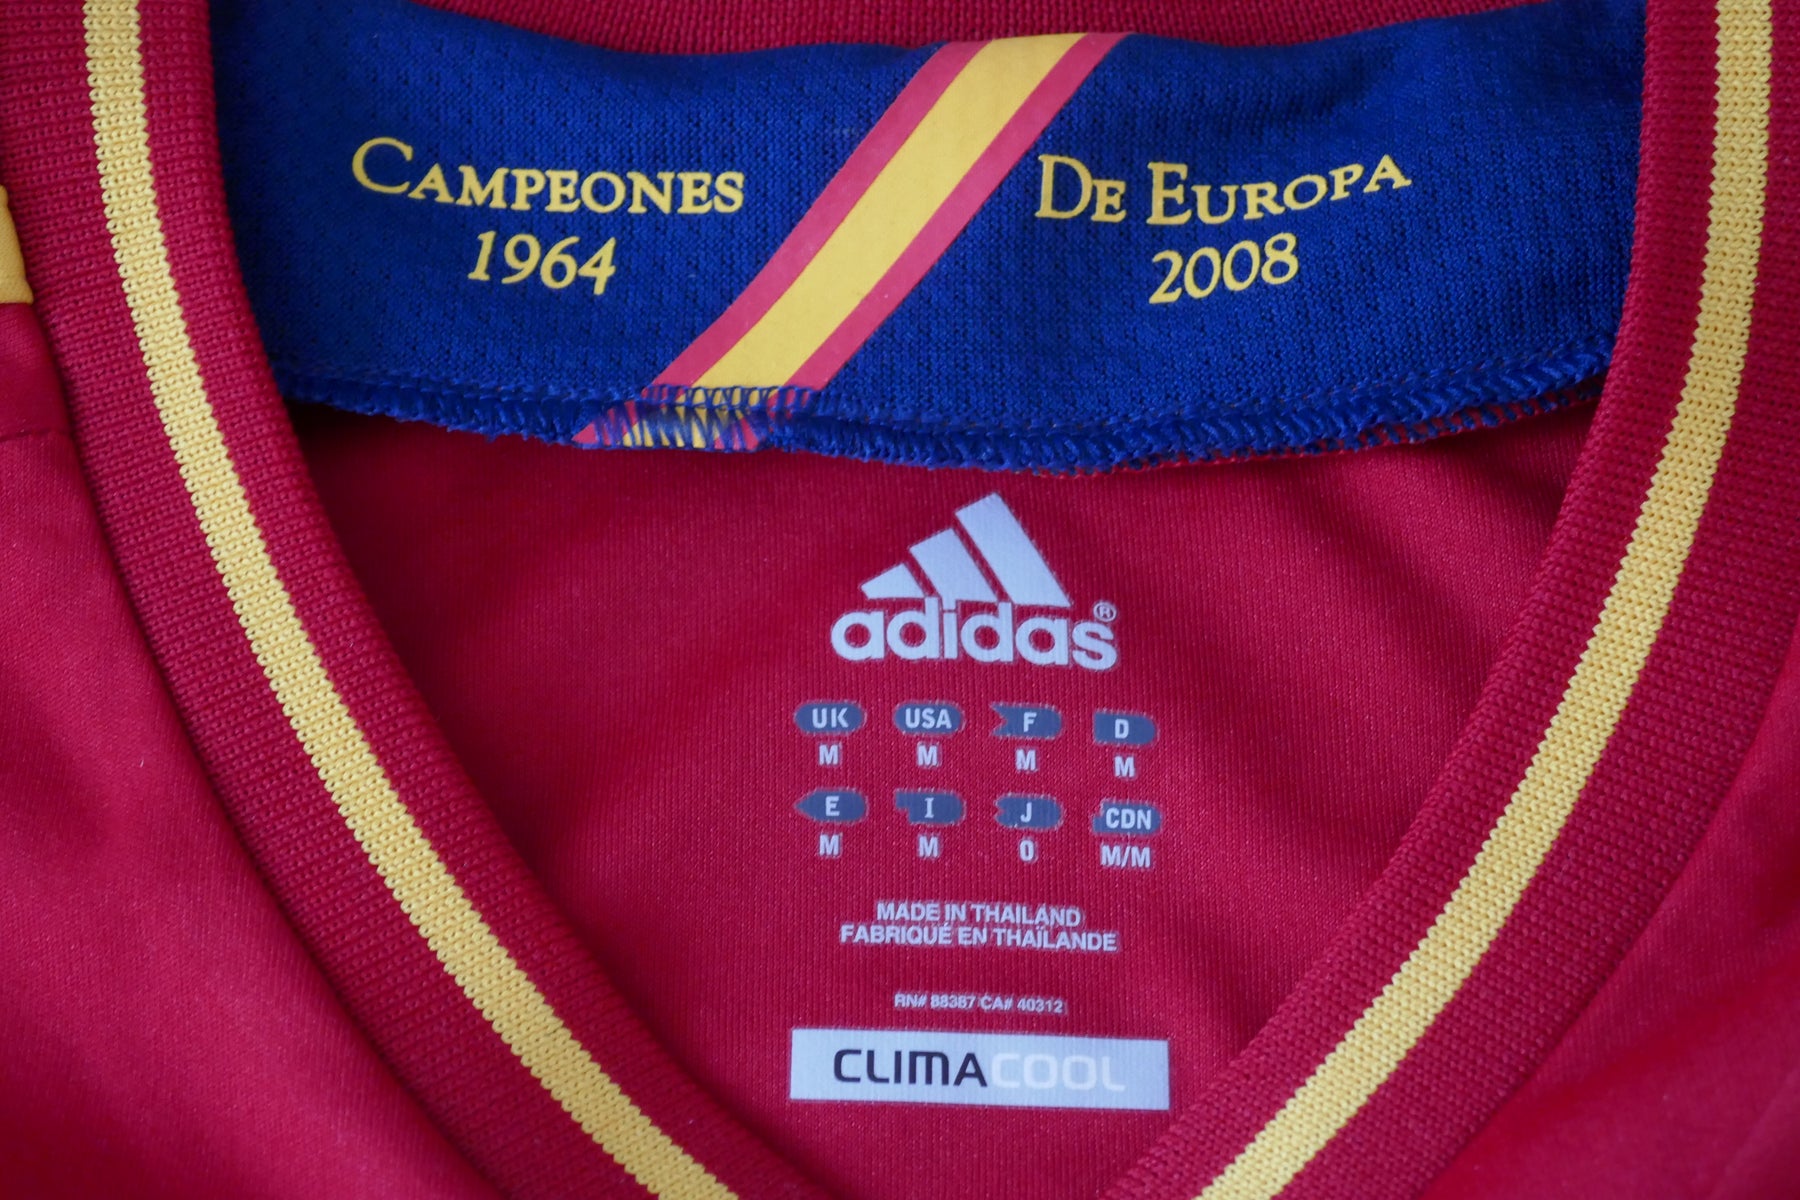 CAMPEONES DE EUROPA
1964 2008
adidas®
UK USA F D
M M M M
E I J CDN
M M O M/M
MADE IN THAILAND
FABRIQUÉ EN THAÏLANDE
RN# 88387 CA# 40312
CLIMACOOL